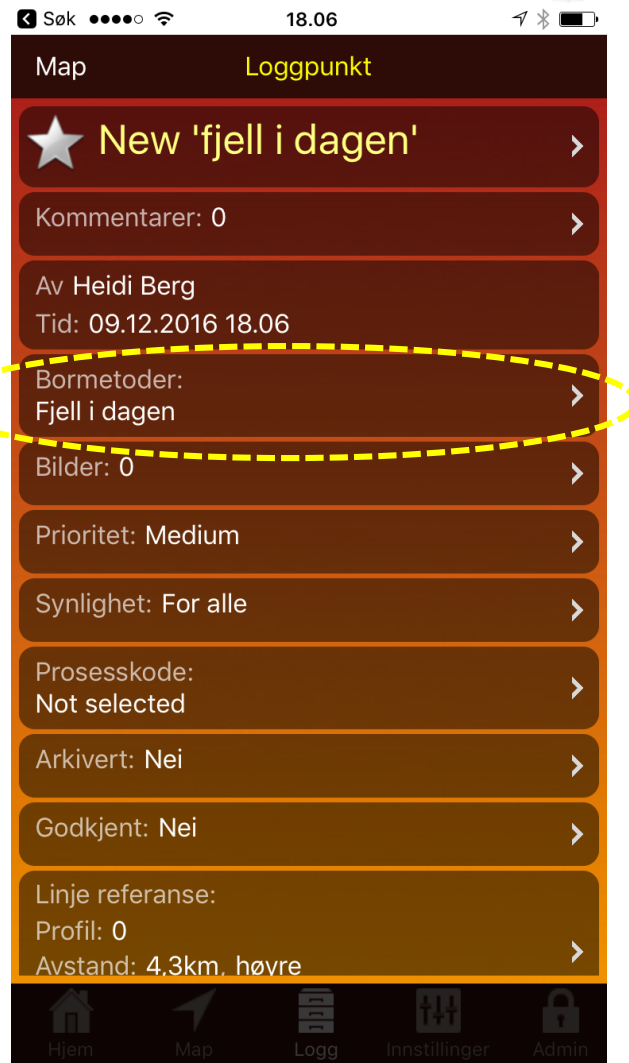 Søk 18.06
Map Loggpunkt
New 'fjell i dagen'
Kommentarer: 0
Av Heidi Berg
Tid: 09.12.2016 18.06
Bormetoder:
Fjell i dagen
Bilder: 0
Prioritet: Medium
Synlighet: For alle
Prosesskode:
Not selected
Arkivert: Nei
Godkjent: Nei
Linje referanse:
Profil: 0
Avstand: 4,3km, høyre
Hjem Map Logg Innstillinger Admin